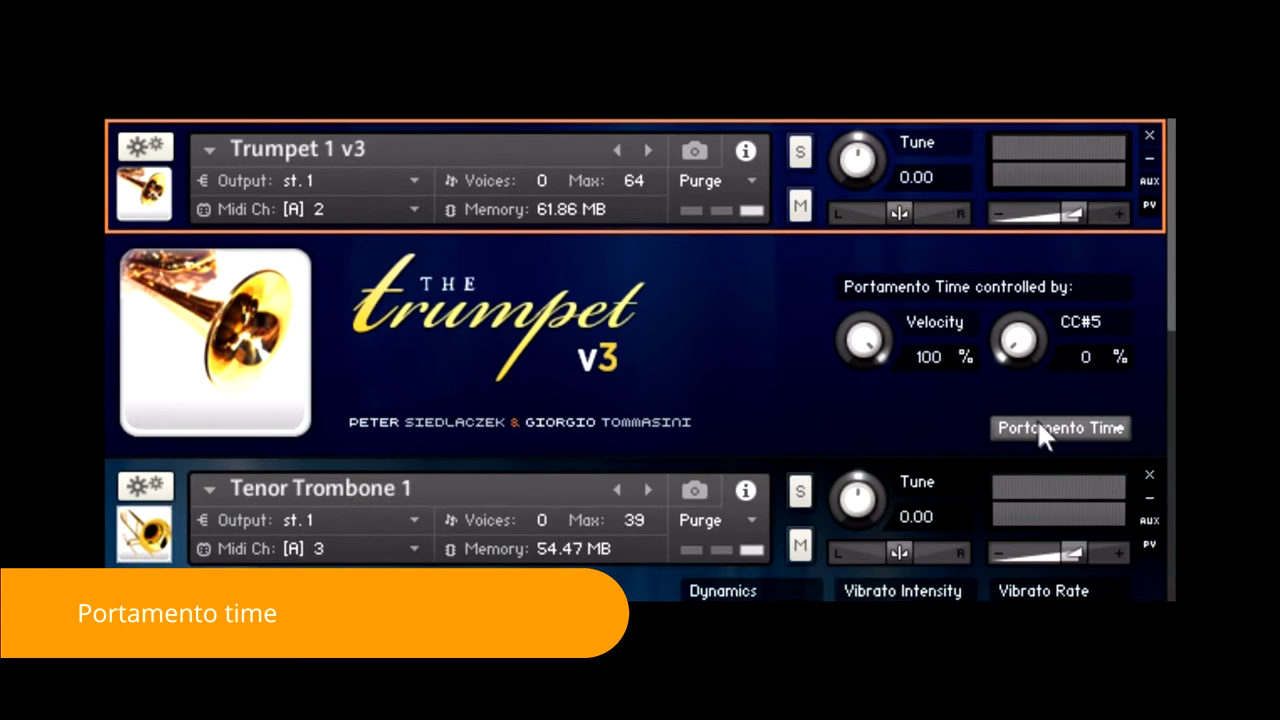 Trumpet 1 v3
Output: st. 1
Voices: 0 Max: 64
Purge
Midi Ch: [A] 2
Memory: 61.86 MB
S
M
Tune
0.00
L R
- +
×
-
AUX
PV
THE
trumpet
v3
PETER SIEDLACZEK & GIORGIO TOMMASINI
Portamento Time controlled by:
Velocity
100 %
CC#5
0 %
Portamento Time
Tenor Trombone 1
Output: st. 1
Voices: 0 Max: 39
Purge
Midi Ch: [A] 3
Memory: 54.47 MB
S
M
Tune
0.00
L R
- +
×
-
AUX
PV
Dynamics
Vibrato Intensity
Vibrato Rate
Portamento time